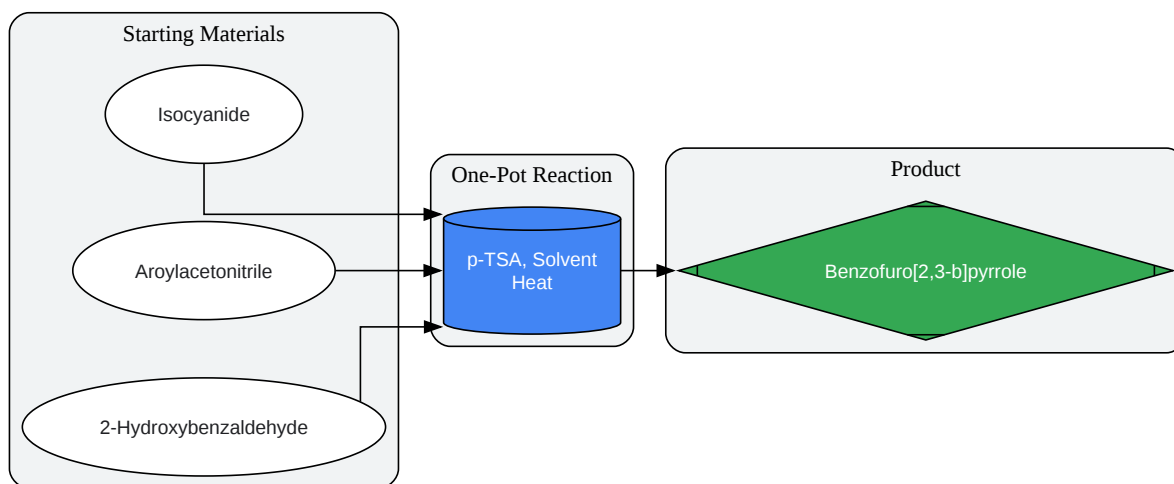 Starting Materials
Isocyanide
Aroylacetonitrile
2-Hydroxybenzaldehyde
One-Pot Reaction
p-TSA, Solvent
Heat
Product
Benzofuro[2,3-b]pyrrole